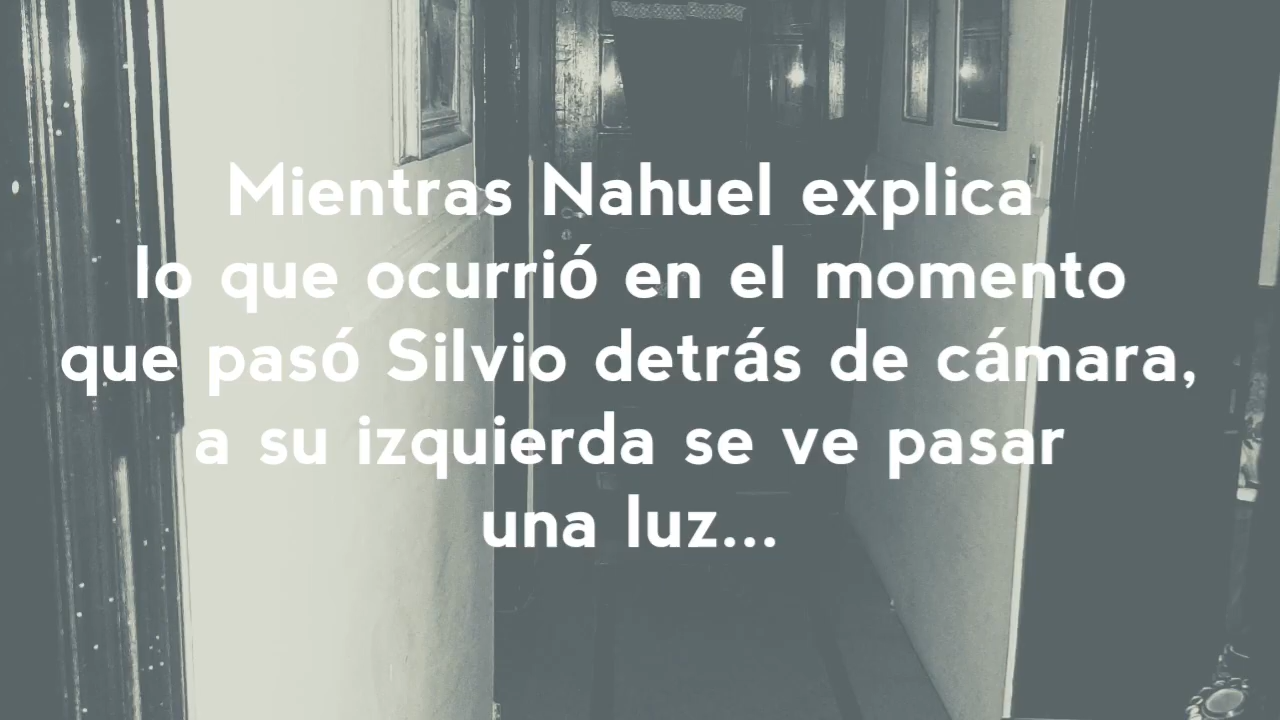 Mientras Nahuel explica
lo que ocurrió en el momento
que pasó Silvio detrás de cámara,
a su izquierda se ve pasar
una luz...